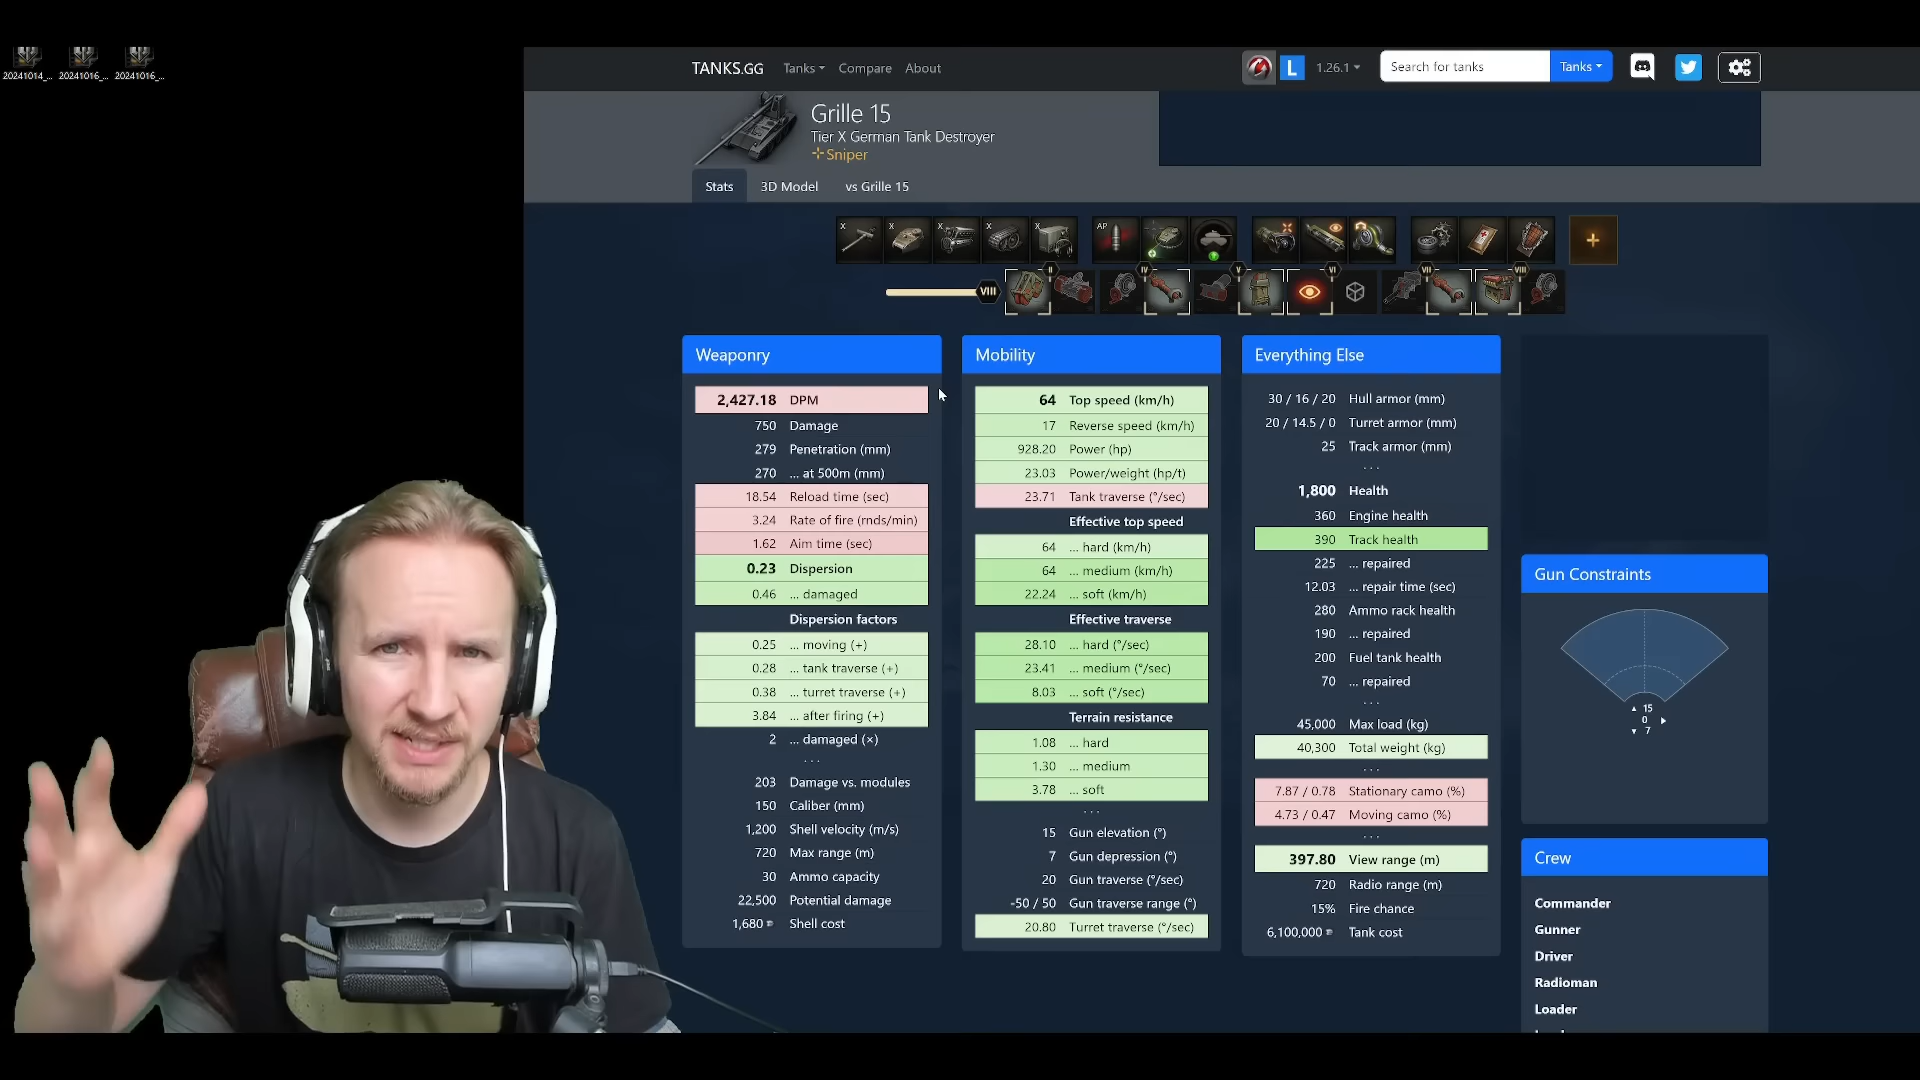 20241014_...
20241016_...
20241016_...
TANKS.GG
Tanks
Compare
About
L
1.26.1
Search for tanks
Tanks
Grille 15
Tier X German Tank Destroyer
Sniper
Stats
3D Model
vs Grille 15
X
X
X
X
X
AP
VIII
II
IV
V
VI
VII
VIII
Weaponry
2,427.18 DPM
750 Damage
279 Penetration (mm)
270 ... at 500m (mm)
18.54 Reload time (sec)
3.24 Rate of fire (rnds/min)
1.62 Aim time (sec)
0.23 Dispersion
0.46 ... damaged
Dispersion factors
0.25 ... moving (+)
0.28 ... tank traverse (+)
0.38 ... turret traverse (+)
3.84 ... after firing (+)
2 ... damaged (×)
...
203 Damage vs. modules
150 Caliber (mm)
1,200 Shell velocity (m/s)
720 Max range (m)
30 Ammo capacity
22,500 Potential damage
1,680 Shell cost
Mobility
64 Top speed (km/h)
17 Reverse speed (km/h)
928.20 Power (hp)
23.03 Power/weight (hp/t)
23.71 Tank traverse (°/sec)
Effective top speed
64 ... hard (km/h)
64 ... medium (km/h)
22.24 ... soft (km/h)
Effective traverse
28.10 ... hard (°/sec)
23.41 ... medium (°/sec)
8.03 ... soft (°/sec)
Terrain resistance
1.08 ... hard
1.30 ... medium
3.78 ... soft
...
15 Gun elevation (°)
7 Gun depression (°)
20 Gun traverse (°/sec)
-50 / 50 Gun traverse range (°)
20.80 Turret traverse (°/sec)
Everything Else
30 / 16 / 20 Hull armor (mm)
20 / 14.5 / 0 Turret armor (mm)
25 Track armor (mm)
...
1,800 Health
360 Engine health
390 Track health
225 ... repaired
12.03 ... repair time (sec)
280 Ammo rack health
190 ... repaired
200 Fuel tank health
70 ... repaired
...
45,000 Max load (kg)
40,300 Total weight (kg)
...
7.87 / 0.78 Stationary camo (%)
4.73 / 0.47 Moving camo (%)
...
397.80 View range (m)
720 Radio range (m)
15% Fire chance
6,100,000 Tank cost
Gun Constraints
15
0
7
Crew
Commander
Gunner
Driver
Radioman
Loader